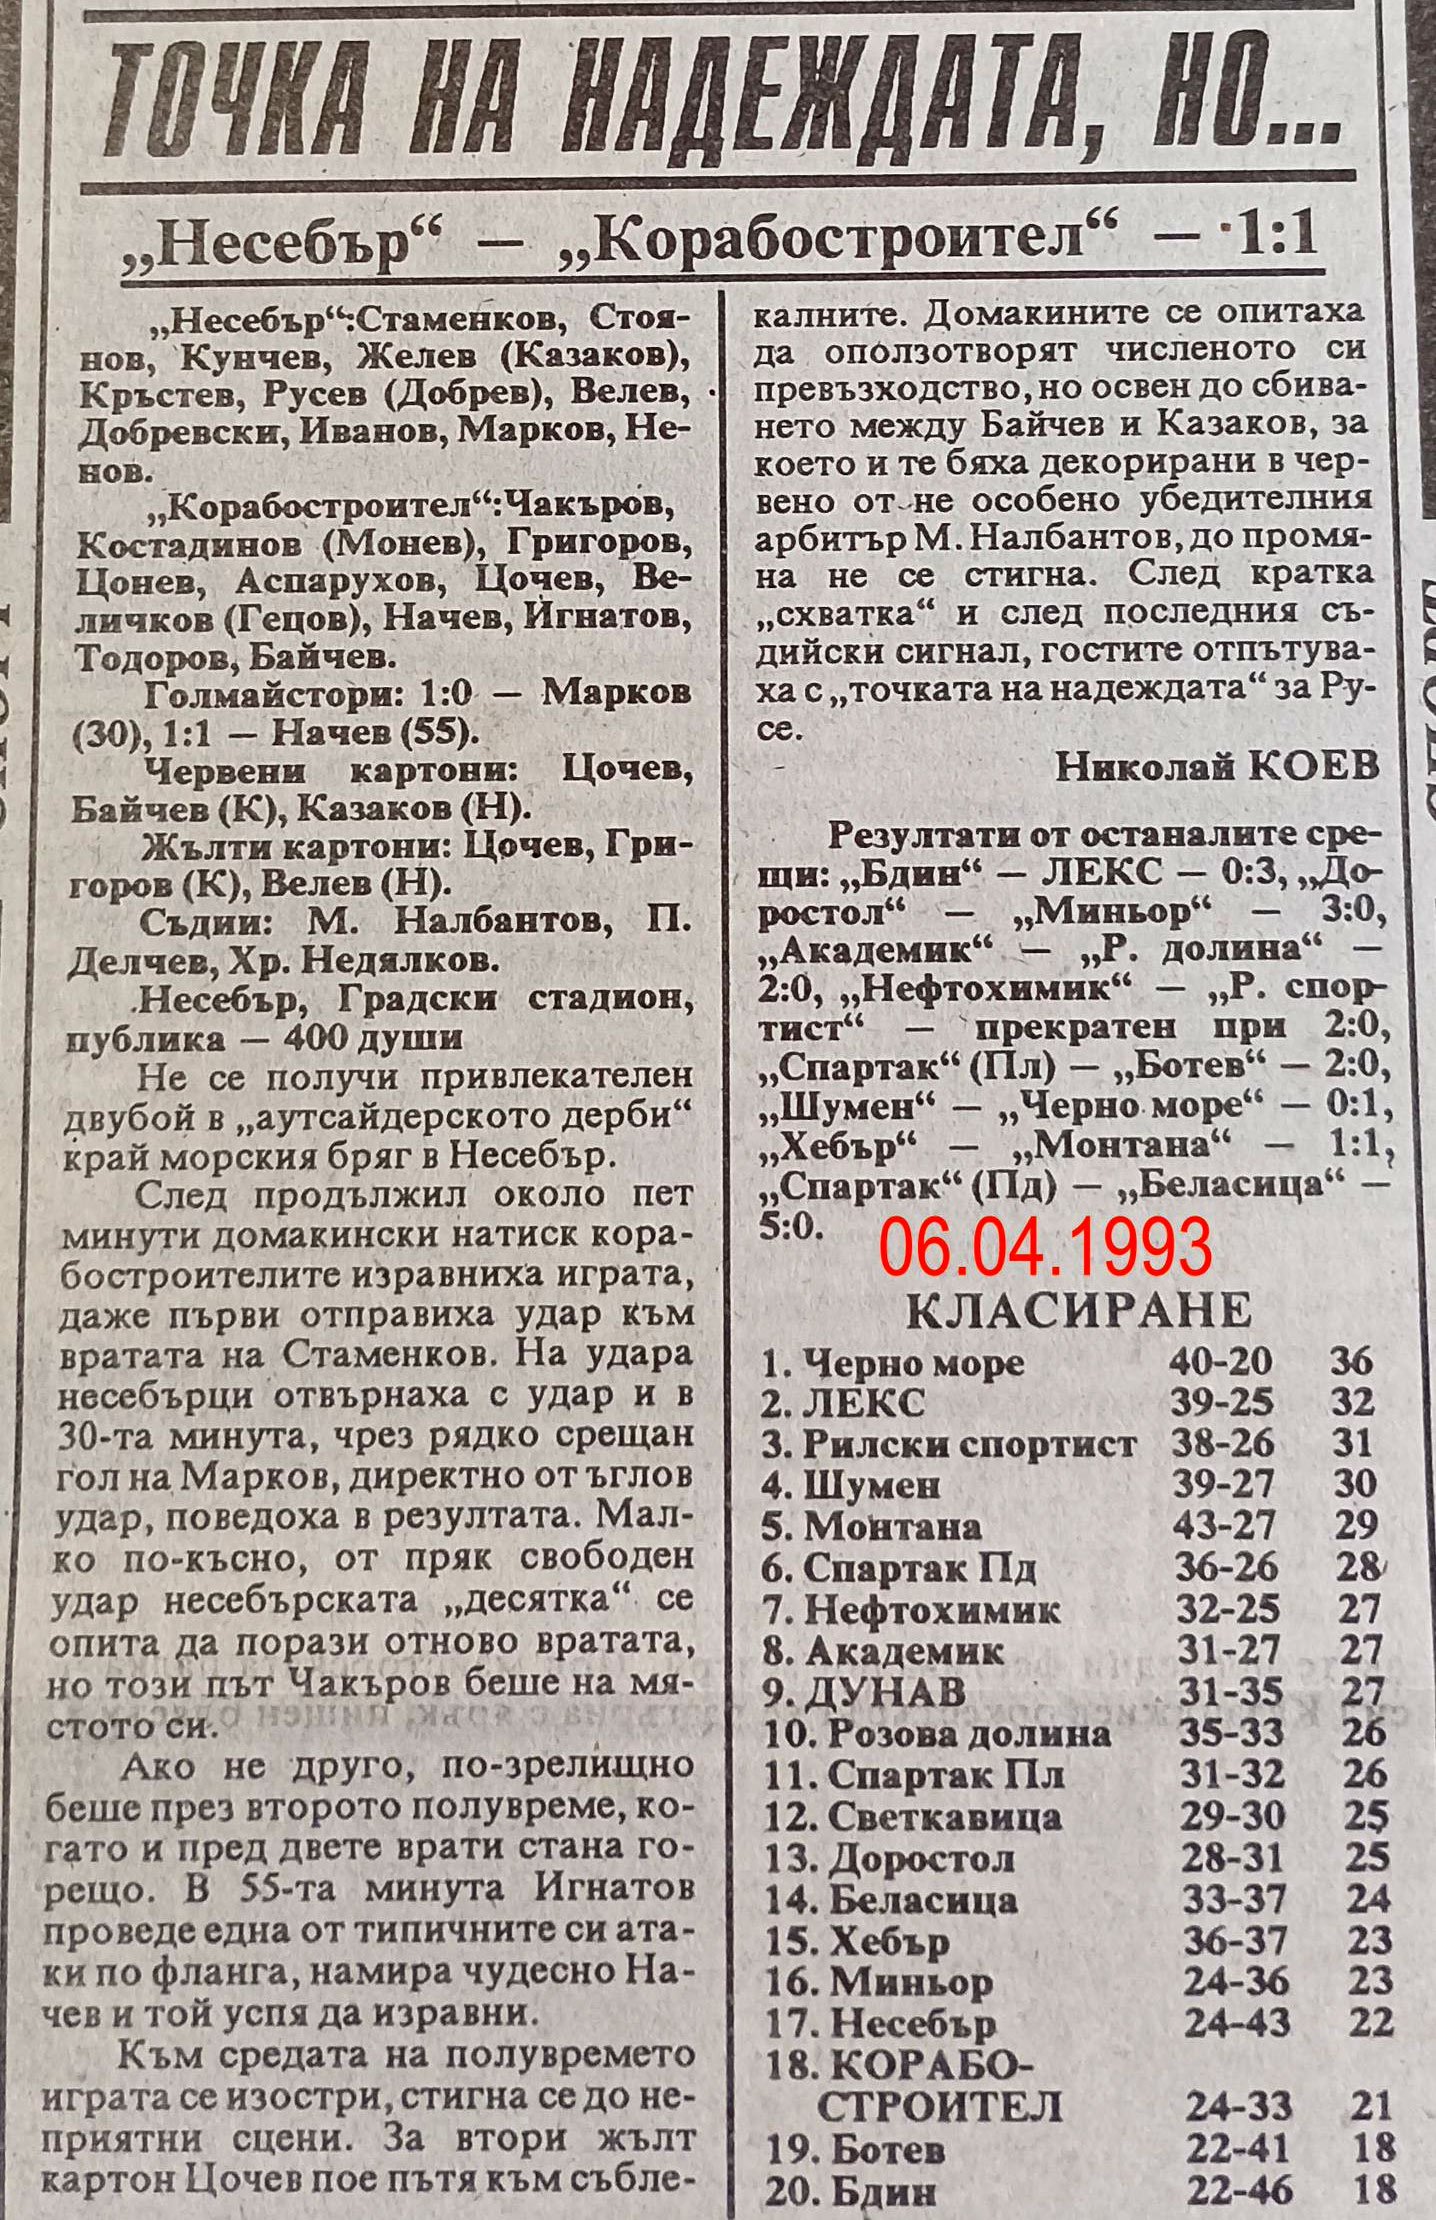 ТОЧКА НА НАДЕЖДАТА, НО...
„Несебър“ — „Корабостроител“ — 1:1
„Несебър“:Стаменков, Стоя-
нов, Кунчев, Желев (Казаков),
Кръстев, Русев (Добрев), Велев,
Добревски, Иванов, Марков, Не-
нов.
„Корабостроител“:Чакъров,
Костадинов (Монев), Григоров,
Цонев, Аспарухов, Цочев, Ве-
личков (Гецов), Начев, Игнатов,
Тодоров, Байчев.
Голмайстори: 1:0 — Марков
(30), 1:1 — Начев (55).
Червени картони: Цочев,
Байчев (К), Казаков (Н).
Жълти картони: Цочев, Гри-
горов (К), Велев (Н).
Съдии: М. Налбантов, П.
Делчев, Хр. Недялков.
Несебър, Градски стадион,
публика — 400 души
Не се получи привлекателен
двубой в „аутсайдерското дерби“
край морския бряг в Несебър.
След продължил около пет
минути домакински натиск кора-
бостроителите изравниха играта,
даже първи отправиха удар към
вратата на Стаменков. На удара
несебърци отвърнаха с удар и в
30-та минута, чрез рядко срещан
гол на Марков, директно от ъглов
удар, поведоха в резултата. Мал-
ко по-късно, от пряк свободен
удар несебърската „десятка“ се
опита да порази отново вратата,
но този път Чакъров беше на мя-
стото си.
Ако не друго, по-зрелищно
беше през второто полувреме, ко-
гато и пред двете врати стана го-
рещо. В 55-та минута Игнатов
проведе една от типичните си ата-
ки по фланга, намира чудесно На-
чев и той успя да изравни.
Към средата на полувремето
играта се изостри, стигна се до не-
приятни сцени. За втори жълт
картон Цочев пое пътя към събле-
калните. Домакините се опитаха
да оползотворят численото си
превъзходство, но освен до сбива-
нето между Байчев и Казаков, за
което и те бяха декорирани в чер-
вено от не особено убедителния
арбитър М. Налбантов, до промя-
на не се стигна. След кратка
„схватка“ и след последния съ-
дийски сигнал, гостите отпътува-
ха с „точката на надеждата“ за Ру-
се.
Николай КОЕВ
Резултати от останалите сре-
щи: „Бдин“ — ЛЕКС — 0:3, „До-
ростол“ — „Миньор“ — 3:0,
„Академик“ — „Р. долина“ —
2:0, „Нефтохимик“ — „Р. спор-
тист“ — прекратен при 2:0,
„Спартак“ (Пл) — „Ботев“ — 2:0,
„Шумен“ — „Черно море“ — 0:1,
„Хебър“ — „Монтана“ — 1:1,
„Спартак“ (Пд) — „Беласица“ —
5:0.
06.04.1993
КЛАСИРАНЕ
1. Черно море 40-20 36
2. ЛЕКС 39-25 32
3. Рилски спортист 38-26 31
4. Шумен 39-27 30
5. Монтана 43-27 29
6. Спартак Пд 36-26 28
7. Нефтохимик 32-25 27
8. Академик 31-27 27
9. ДУНАВ 31-35 27
10. Розова долина 35-33 26
11. Спартак Пл 31-32 26
12. Светкавица 29-30 25
13. Доростол 28-31 25
14. Беласица 33-37 24
15. Хебър 36-37 23
16. Миньор 24-36 23
17. Несебър 24-43 22
18. КОРАБО-
СТРОИТЕЛ 24-33 21
19. Ботев 22-41 18
20. Бдин 22-46 18